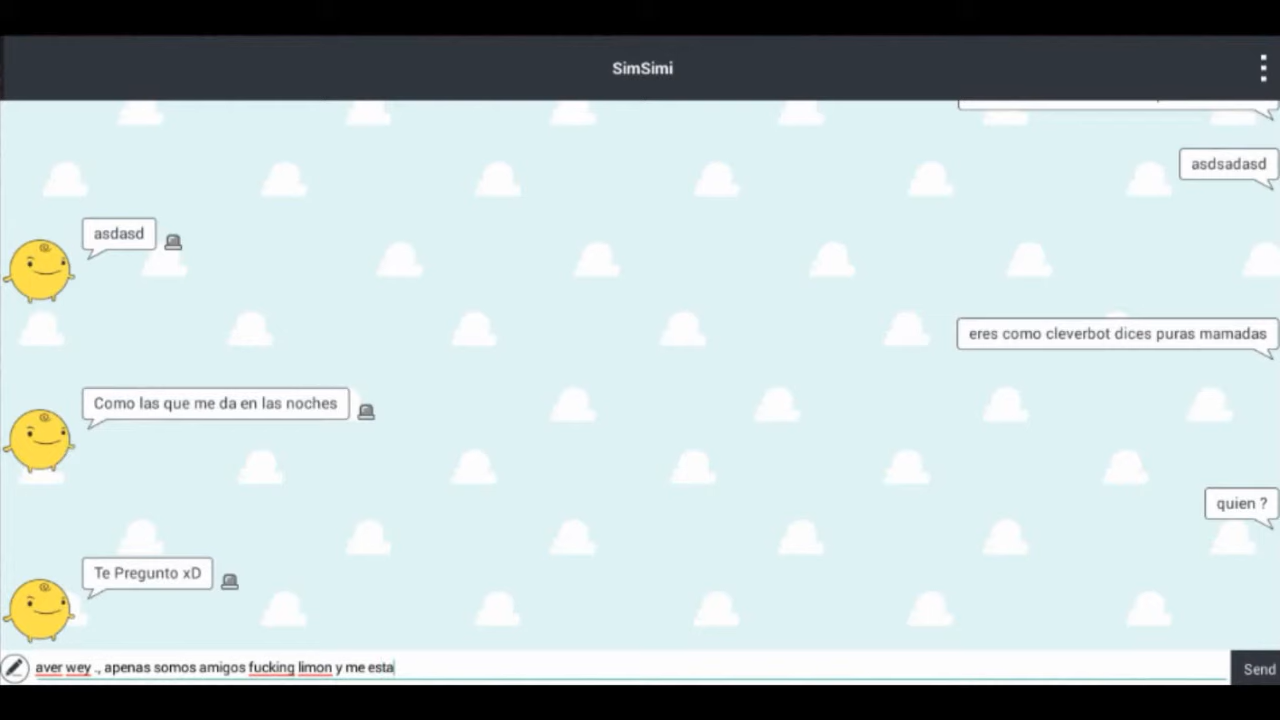 SimSimi
asdsadasd
asdasd
eres como cleverbot dices puras mamadas
Como las que me da en las noches
quien ?
Te Pregunto xD
aver wey ., apenas somos amigos fucking limon y me esta
Send